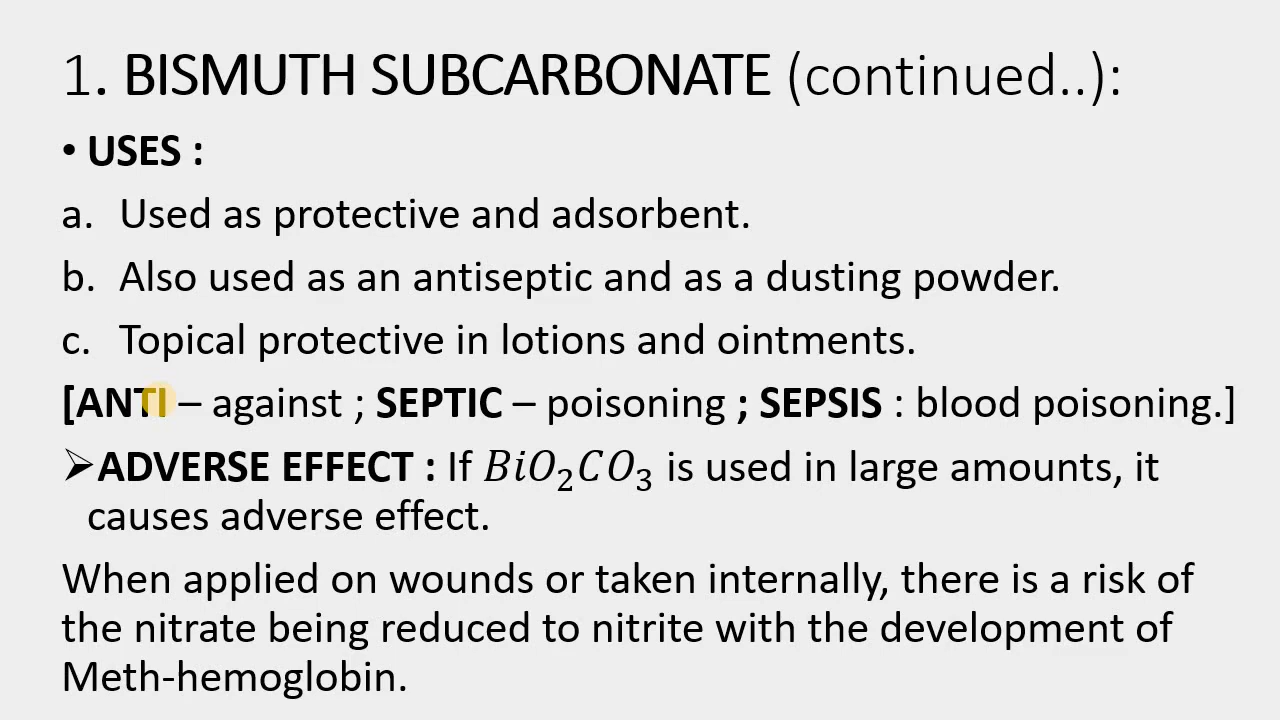 1. BISMUTH SUBCARBONATE (continued..):
• USES :
a. Used as protective and adsorbent.
b. Also used as an antiseptic and as a dusting powder.
c. Topical protective in lotions and ointments.
[ANTI – against ; SEPTIC – poisoning ; SEPSIS : blood poisoning.]
➢ADVERSE EFFECT : If BiO₂CO₃ is used in large amounts, it
causes adverse effect.
When applied on wounds or taken internally, there is a risk of
the nitrate being reduced to nitrite with the development of
Meth-hemoglobin.